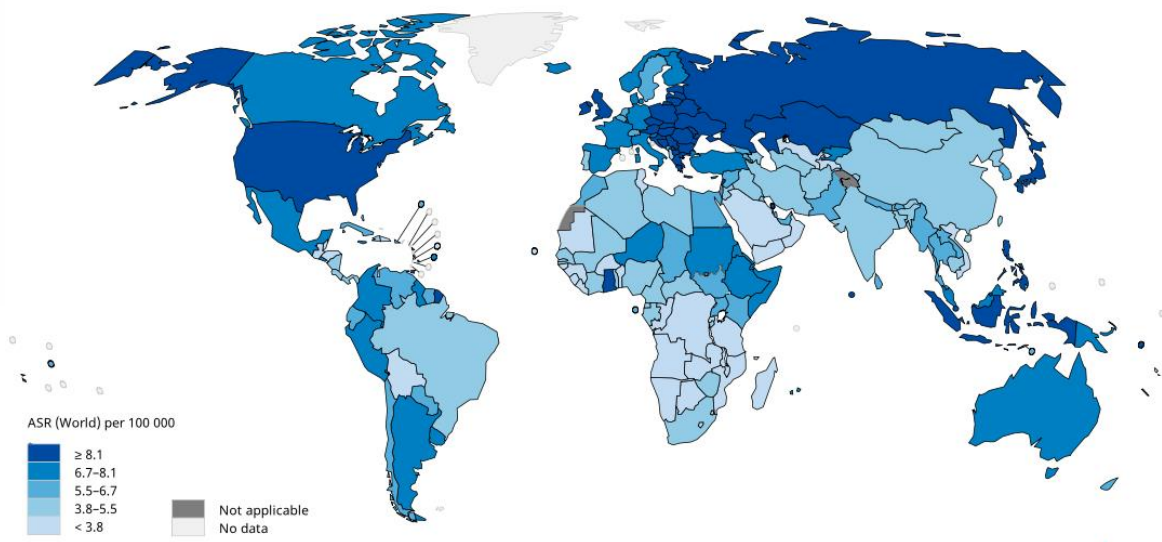 ASR (World) per 100 000
≥ 8.1
6.7–8.1
5.5–6.7
3.8–5.5
< 3.8
Not applicable
No data